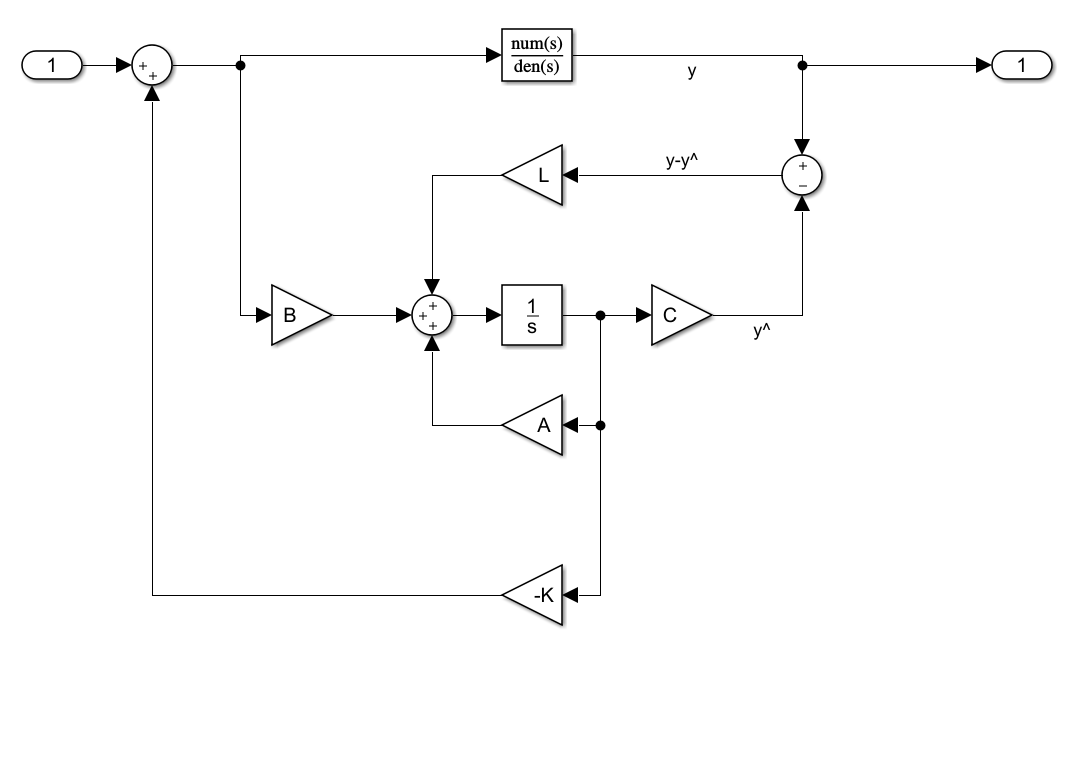 1
+
+
num(s)
den(s)
y
1
L
y-y^
+
−
B
+
+
+
1
s
C
y^
A
-K